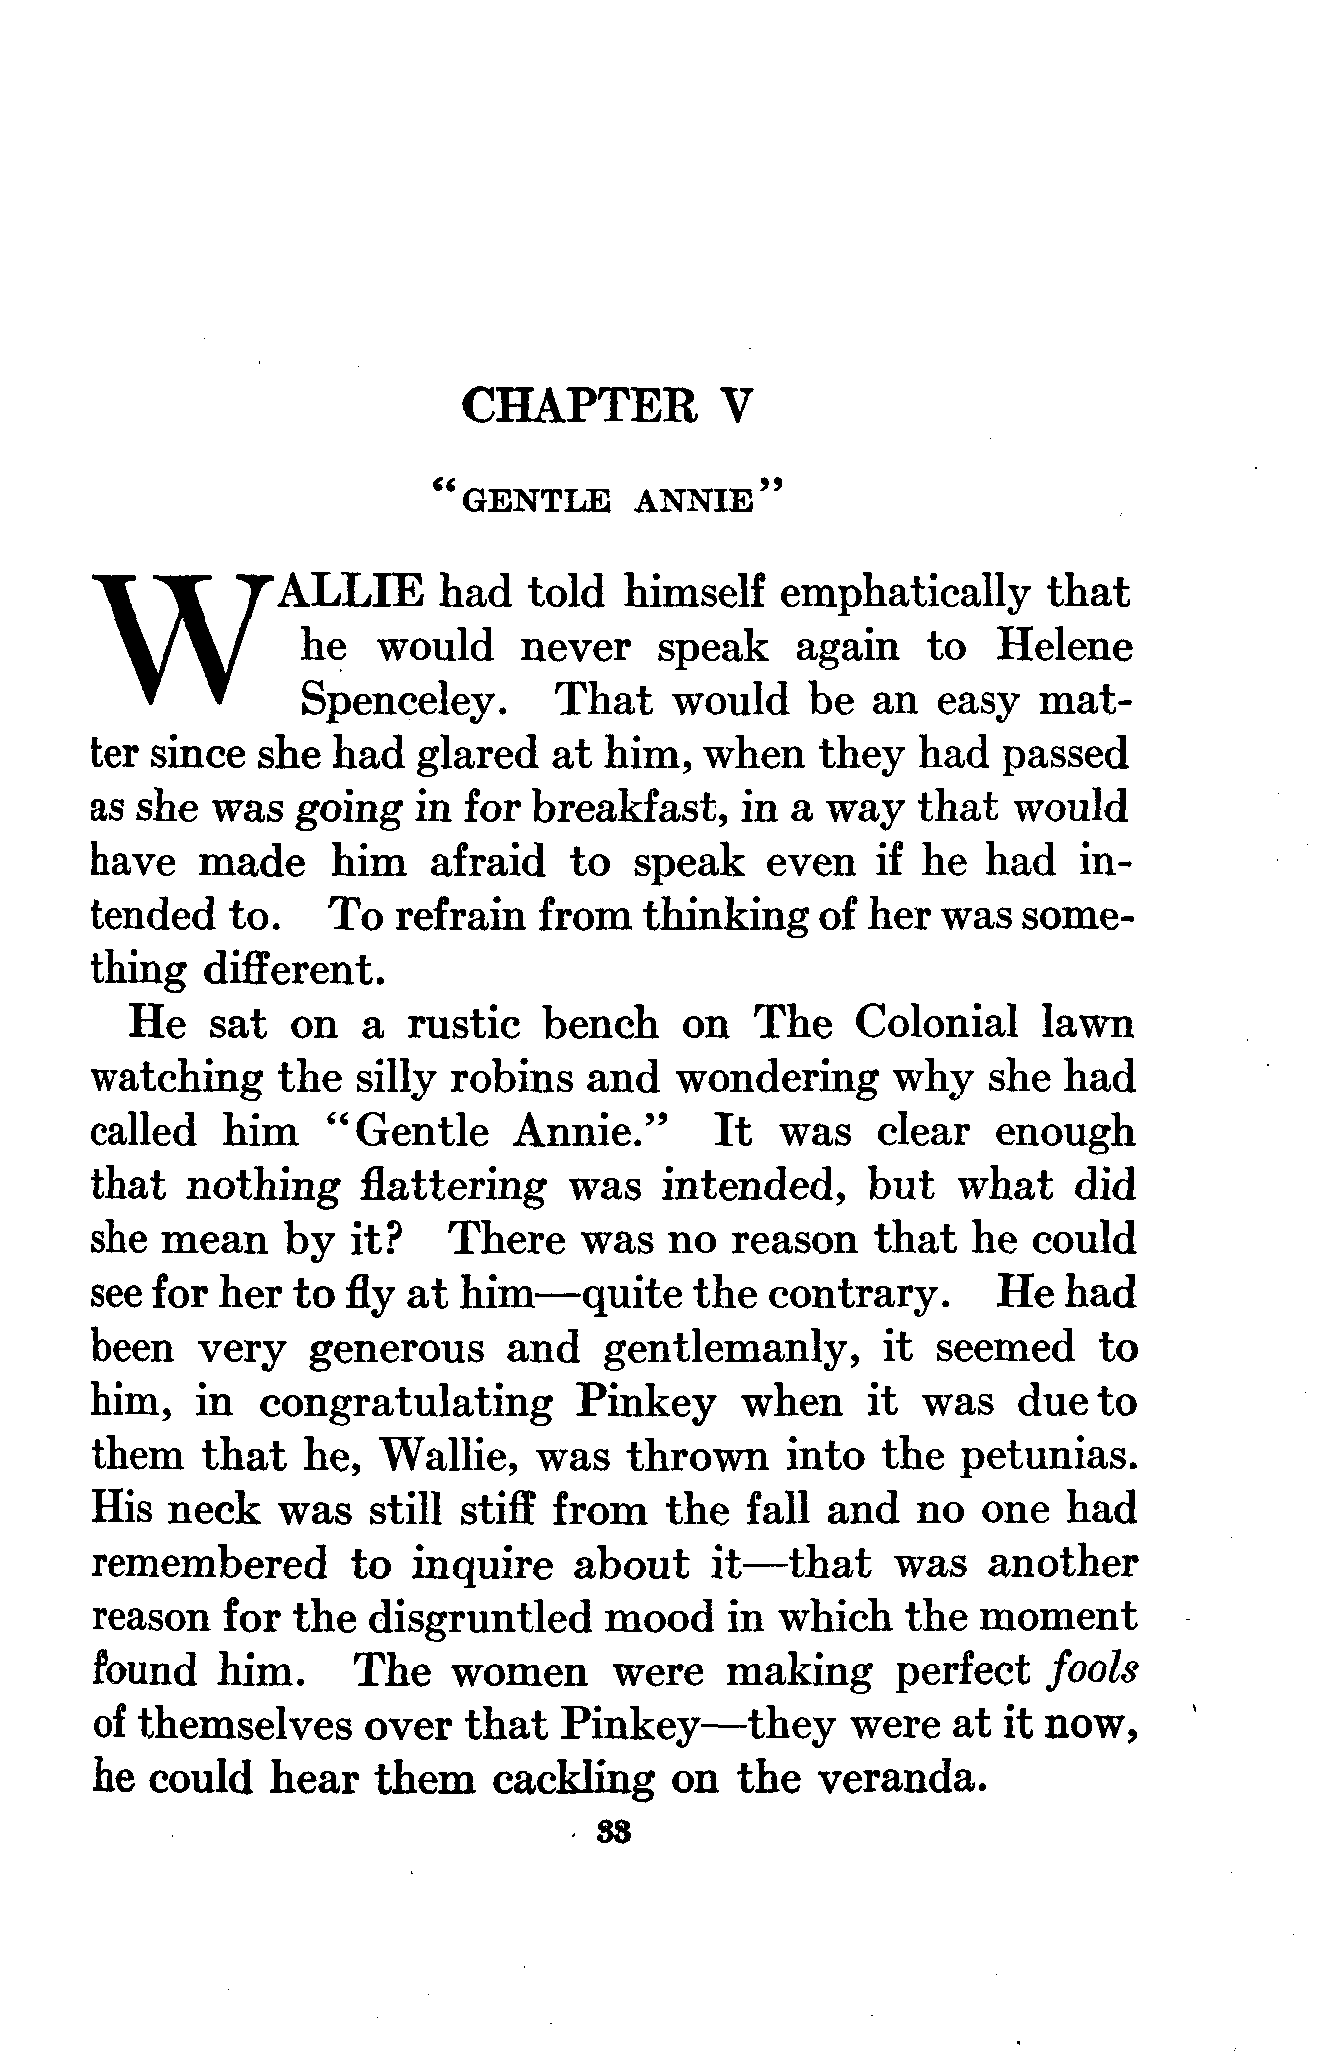 CHAPTER V
“GENTLE ANNIE”
WALLIE had told himself emphatically that
he would never speak again to Helene
Spenceley. That would be an easy mat-
ter since she had glared at him, when they had passed
as she was going in for breakfast, in a way that would
have made him afraid to speak even if he had in-
tended to. To refrain from thinking of her was some-
thing different.
He sat on a rustic bench on The Colonial lawn
watching the silly robins and wondering why she had
called him “Gentle Annie.” It was clear enough
that nothing flattering was intended, but what did
she mean by it? There was no reason that he could
see for her to fly at him—quite the contrary. He had
been very generous and gentlemanly, it seemed to
him, in congratulating Pinkey when it was due to
them that he, Wallie, was thrown into the petunias.
His neck was still stiff from the fall and no one had
remembered to inquire about it—that was another
reason for the disgruntled mood in which the moment
found him. The women were making perfect fools
of themselves over that Pinkey—they were at it now,
he could hear them cackling on the veranda.
33